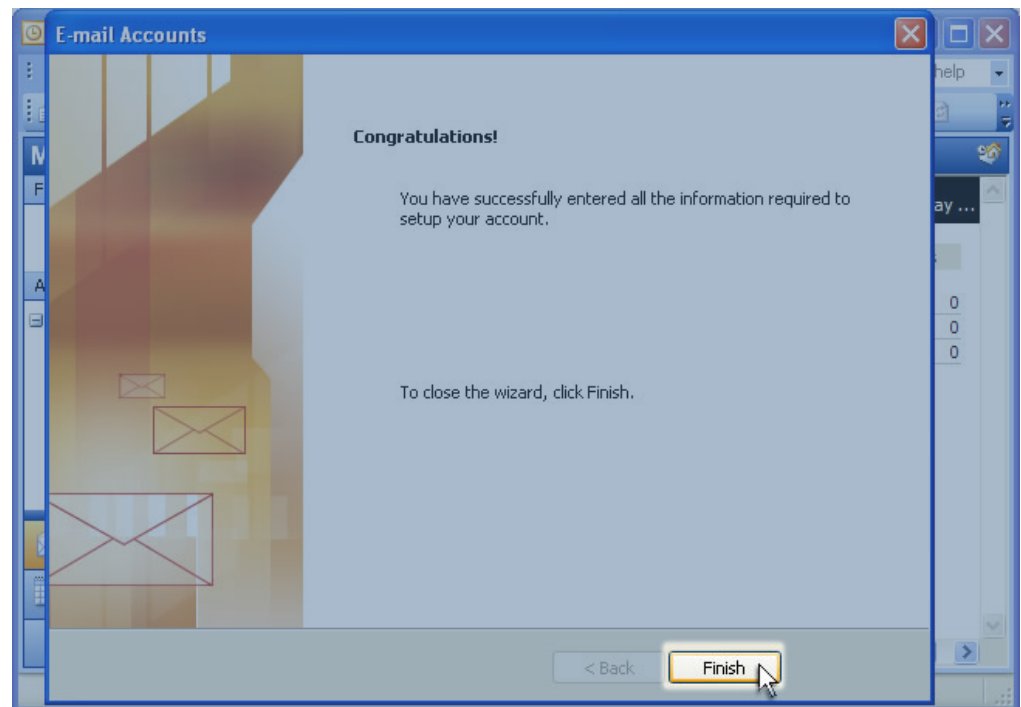 E-mail Accounts
help
Congratulations!
You have successfully entered all the information required to
setup your account.
To close the wizard, click Finish.
M
F
A
ay ...
0
0
0
< Back
Finish